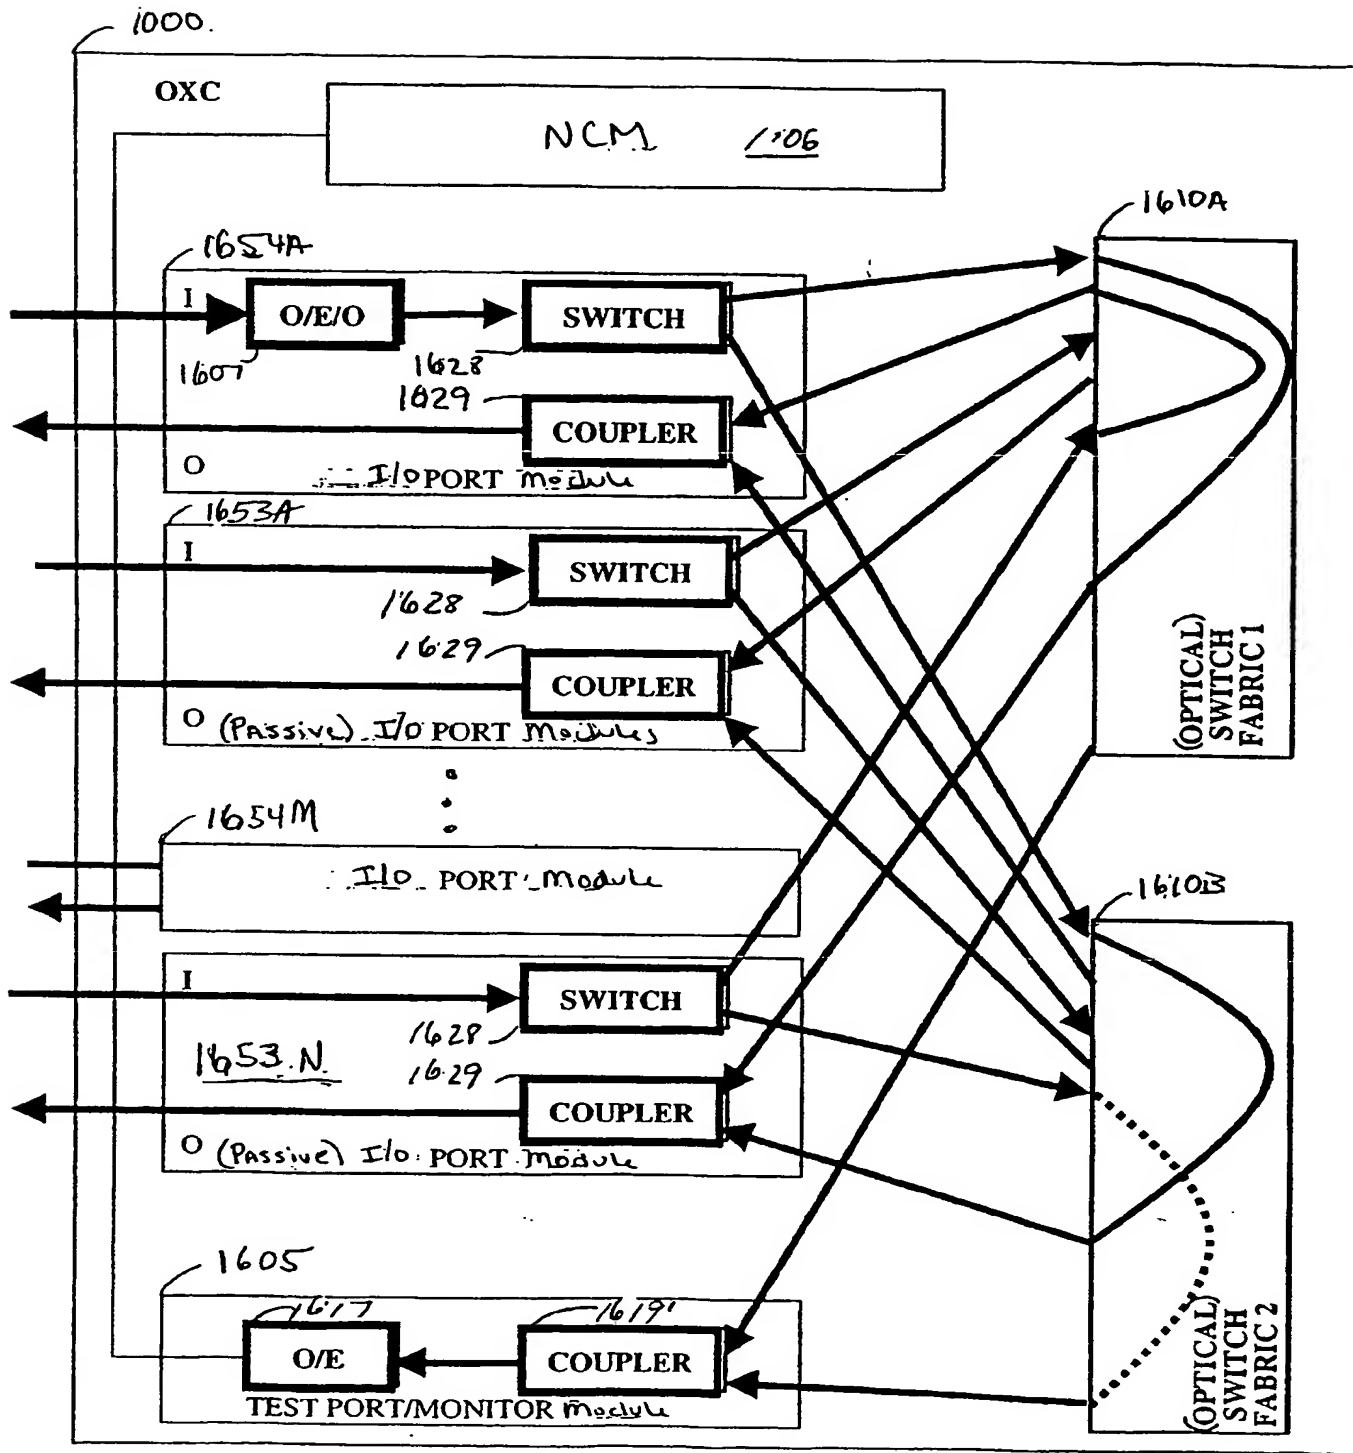 1000.
OXC
NCM 1106
1610A
1654A
I
O/E/O
SWITCH
1607
1628
1629
COUPLER
O
I/O PORT Module
1653A
I
SWITCH
1628
1629
COUPLER
O (Passive) I/O PORT Modules
(OPTICAL)
SWITCH
FABRIC 1
1654M
I/O PORT Module
1610B
I
SWITCH
1628
1653 N
1629
COUPLER
O (Passive) I/O PORT Module
1605
1617
1619
O/E
COUPLER
TEST PORT/MONITOR Module
(OPTICAL)
SWITCH
FABRIC 2